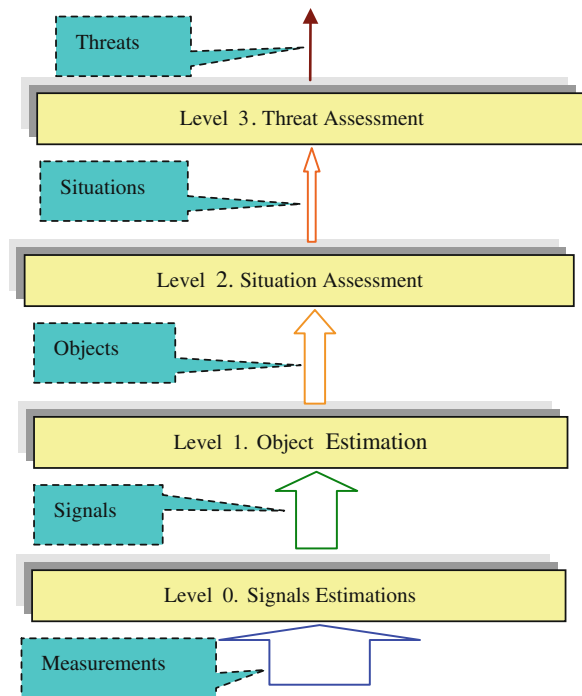 Threats
Level 3. Threat Assessment
Situations
Level 2. Situation Assessment
Objects
Level 1. Object Estimation
Signals
Level 0. Signals Estimations
Measurements